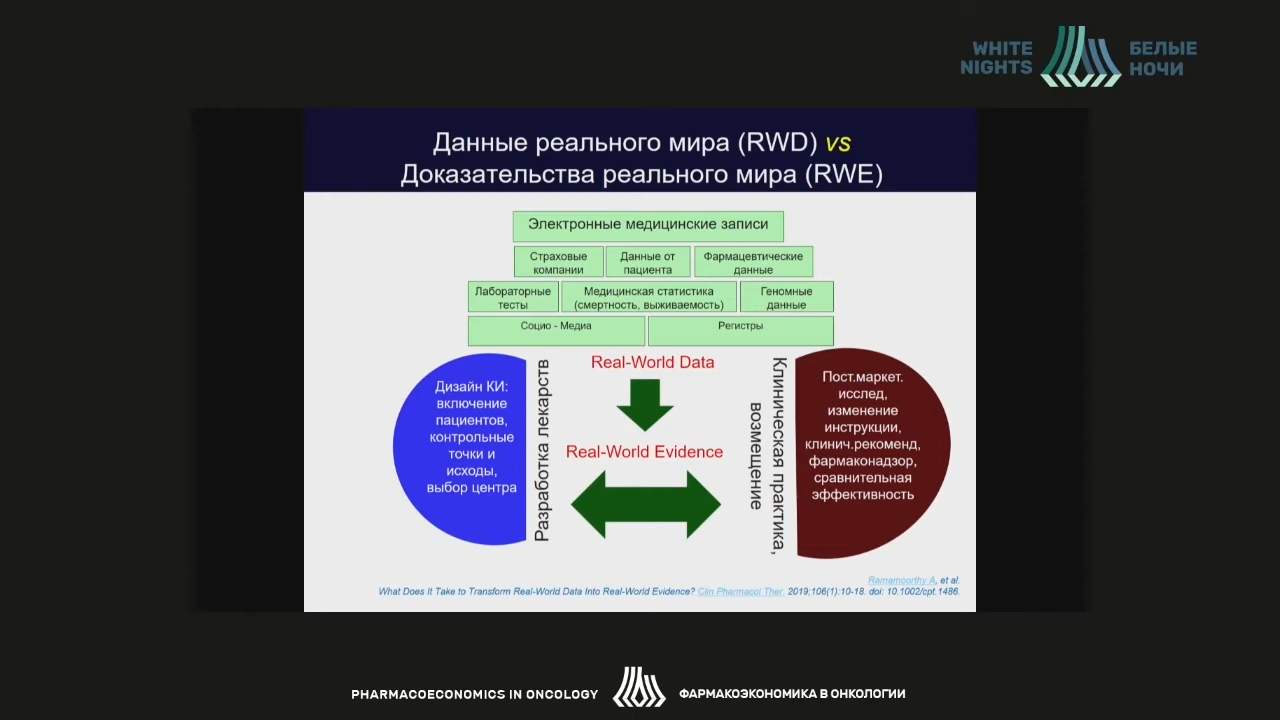 WHITE
NIGHTS
БЕЛЫЕ
НОЧИ
Данные реального мира (RWD) vs
Доказательства реального мира (RWE)
Электронные медицинские записи
Страховые
компании
Данные от
пациента
Фармацевтические
данные
Лабораторные
тесты
Медицинская статистика
(смертность, выживаемость)
Геномные
данные
Социо - Медиа
Регистры
Real-World Data
Real-World Evidence
Дизайн КИ:
включение
пациентов,
контрольные
точки и
исходы,
выбор центра
Разработка лекарств
Клиническая практика,
возмещение
Пост.маркет.
исслед,
изменение
инструкции,
клинич.рекоменд,
фармаконадзор,
сравнительная
эффективность
Remamoorthy A, et al.
What Does It Take to Transform Real-World Data Into Real-World Evidence? Clin Pharmacol Ther. 2019;106(1):10-18. doi: 10.1002/cpt.1486.
PHARMACOECONOMICS IN ONCOLOGY
ФАРМАКОЭКОНОМИКА В ОНКОЛОГИИ